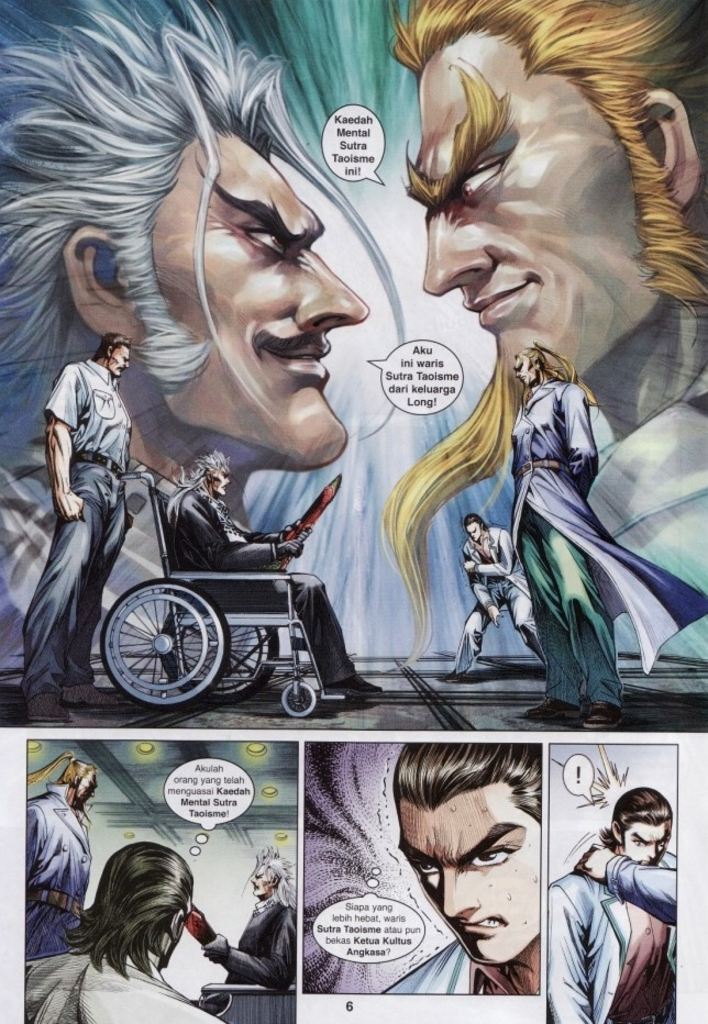 Kaedah
Mental
Sutra
Taoisme
ini!
Aku
ini waris
Sutra Taoisme
dari keluarga
Long!
Akulah
orang yang telah
menguasai Kaedah
Mental Sutra
Taoisme!
Siapa yang
lebih hebat, waris
Sutra Taoisme atau pun
bekas Ketua Kultus
Angkasa?
!
6